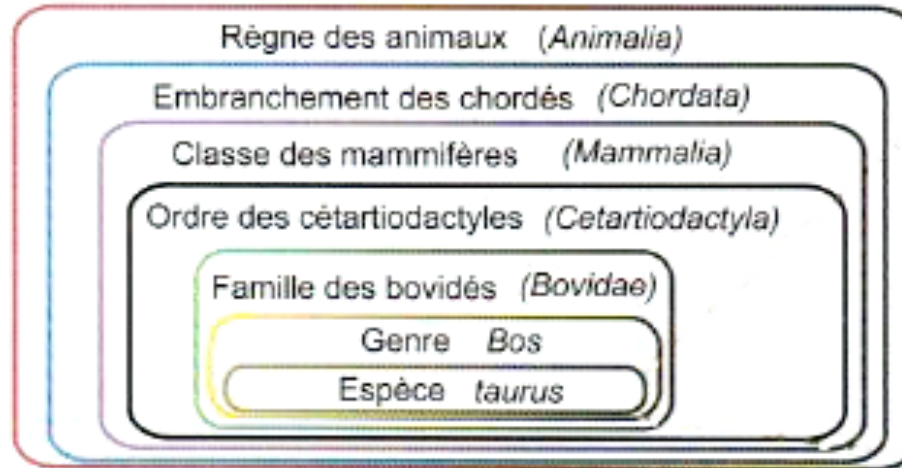 Règne des animaux (Animalia)
Embranchement des chordés (Chordata)
Classe des mammifères (Mammalia)
Ordre des cétartiodactyles (Cetartiodactyla)
Famille des bovidés (Bovidae)
Genre Bos
Espèce taurus